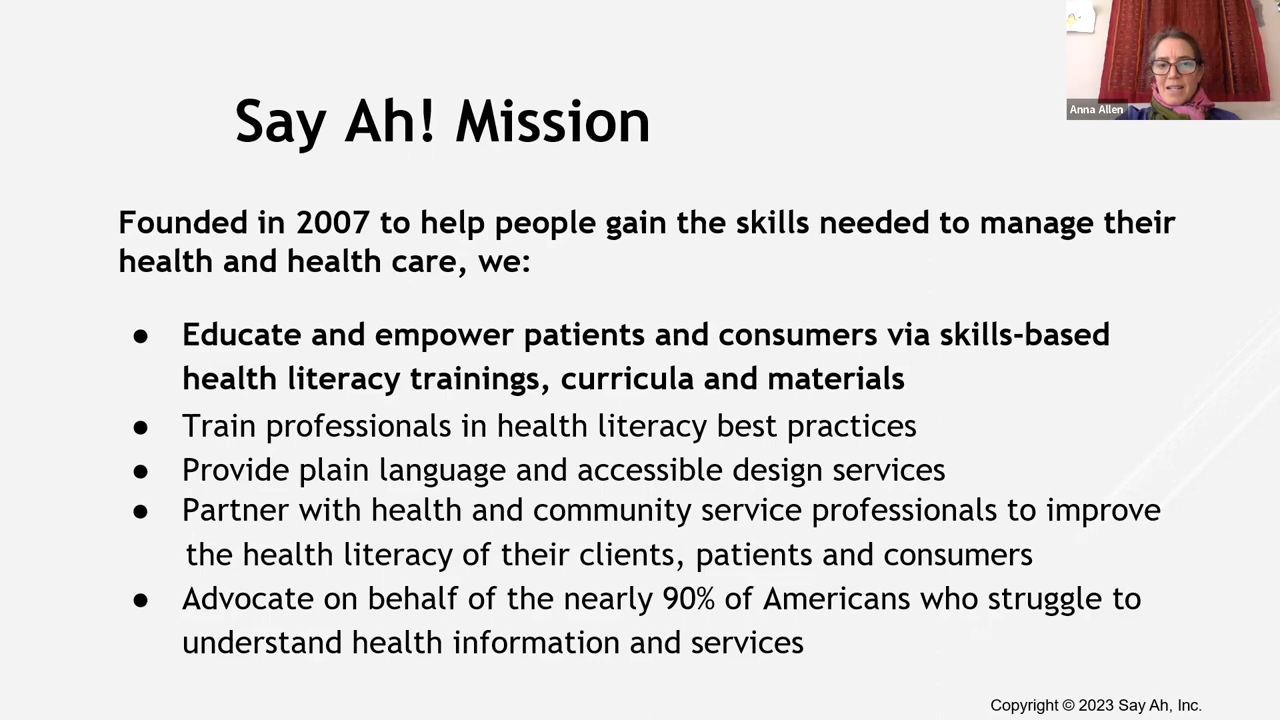 Say Ah! Mission
Anna Allen
Founded in 2007 to help people gain the skills needed to manage their
health and health care, we:
● Educate and empower patients and consumers via skills-based
health literacy trainings, curricula and materials
● Train professionals in health literacy best practices
● Provide plain language and accessible design services
● Partner with health and community service professionals to improve
the health literacy of their clients, patients and consumers
● Advocate on behalf of the nearly 90% of Americans who struggle to
understand health information and services
Copyright © 2023 Say Ah, Inc.